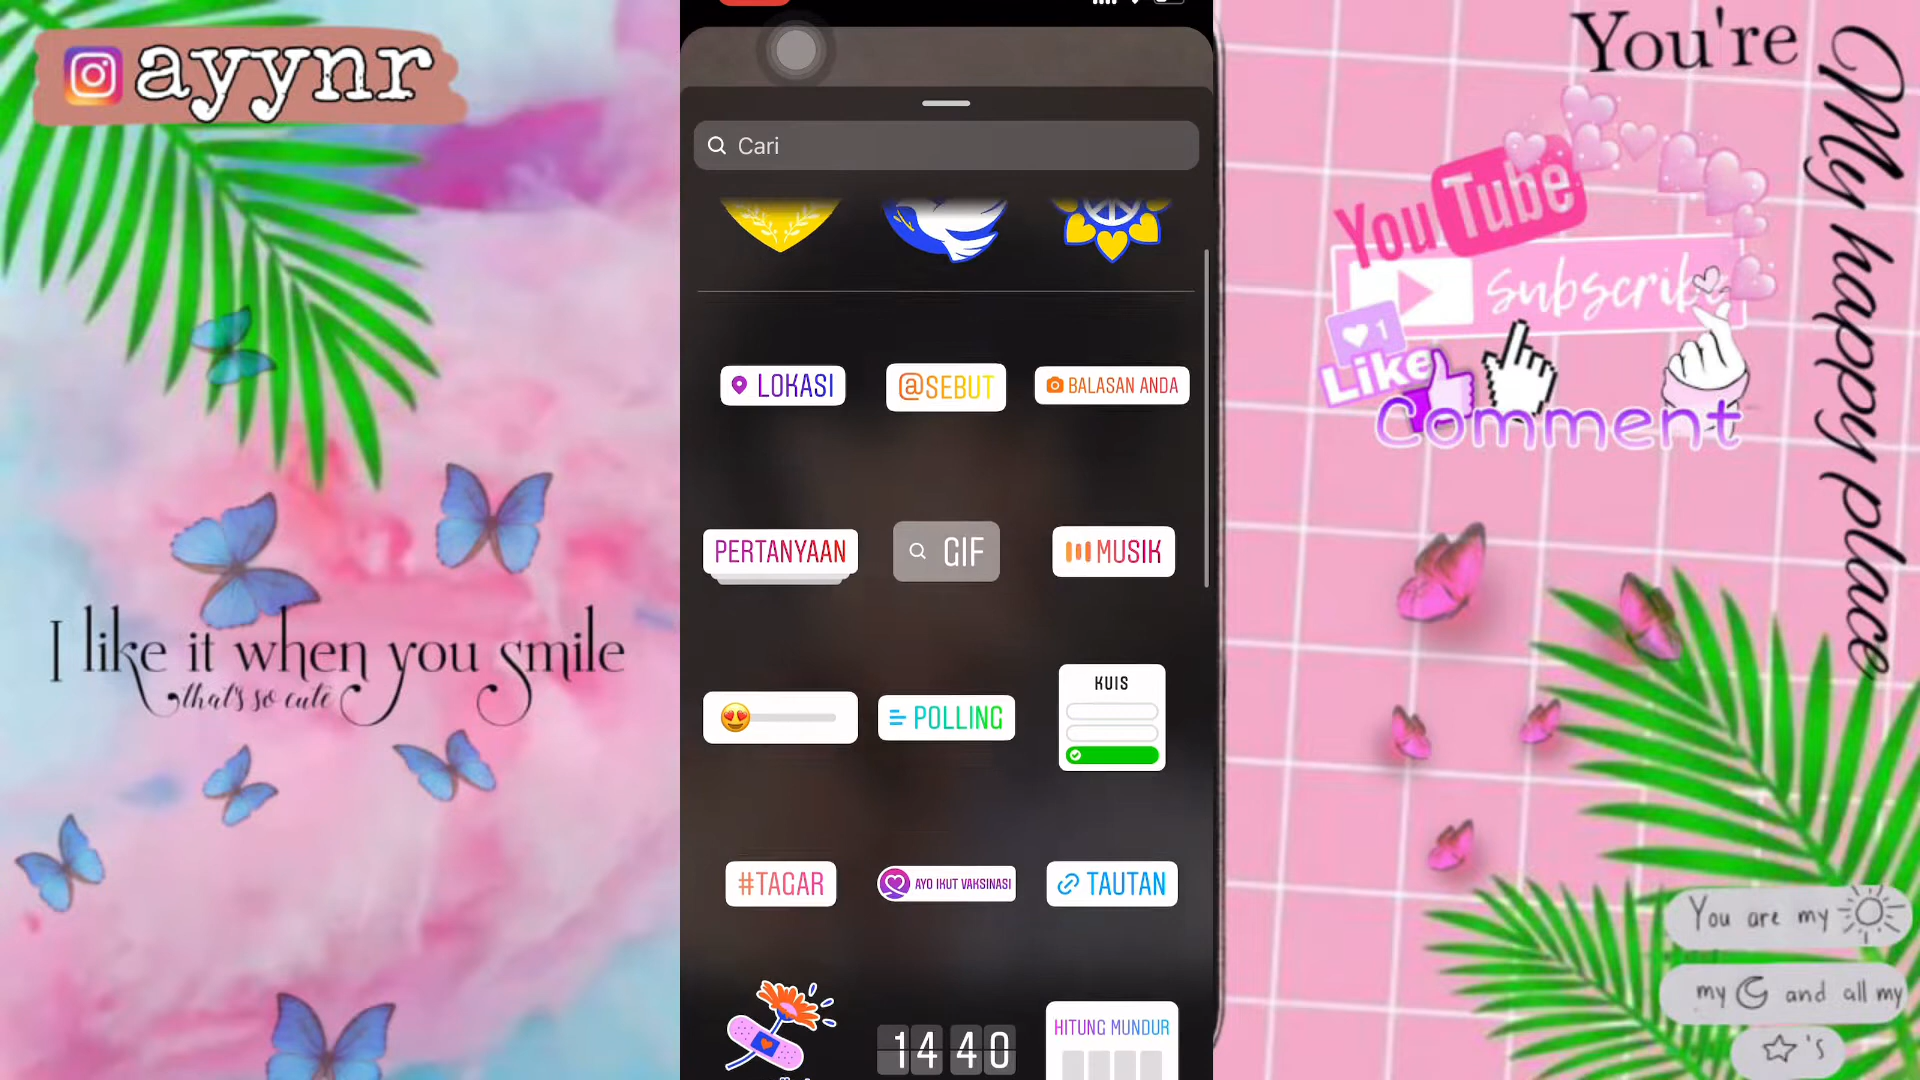 ayynr
Cari
LOKASI
@SEBUT
BALASAN ANDA
PERTANYAAN
GIF
MUSIK
POLLING
KUIS
#TAGAR
AYO IKUT VAKSINASI
TAUTAN
14 40
HITUNG MUNDUR
I like it when you smile
that's so cute
You're
My happy place
YouTube
Subscribe
1
Like
Comment
You are my
my and all my
's